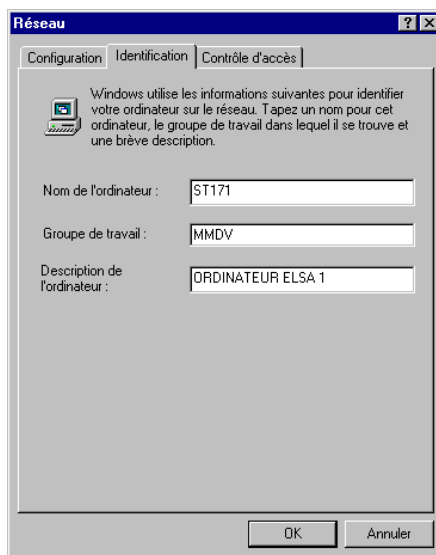 Réseau
Configuration Identification Contrôle d'accès
Windows utilise les informations suivantes pour identifier
votre ordinateur sur le réseau. Tapez un nom pour cet
ordinateur, le groupe de travail dans lequel il se trouve et
une brève description.
Nom de l'ordinateur : ST171
Groupe de travail : MMDV
Description de
l'ordinateur : ORDINATEUR ELSA 1
OK Annuler